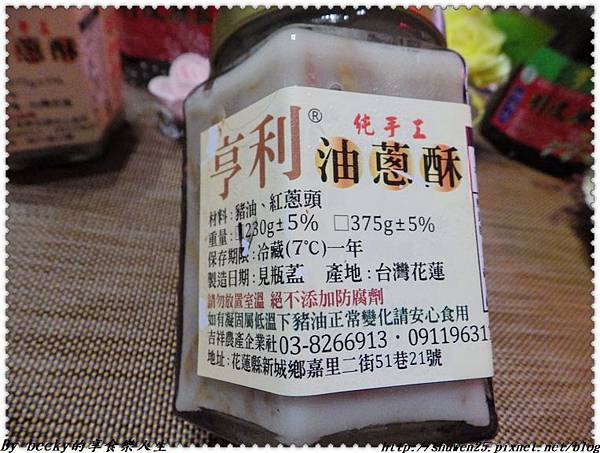 亨利®
純手工
油蔥酥
材料:豬油、紅蔥頭
重量:□230g±5% □375g±5%
保存期限:冷藏(7℃)一年
製造日期:見瓶蓋 產地:台灣花蓮
請勿放置室溫 絕不添加防腐劑
如有凝固屬低溫下豬油正常變化請安心食用
吉祥農產企業社03-8266913·09119631
地址:花蓮縣新城鄉嘉里二街51巷21號
By becky的享食樂人生
http://shalen25.pixnet.net/blog